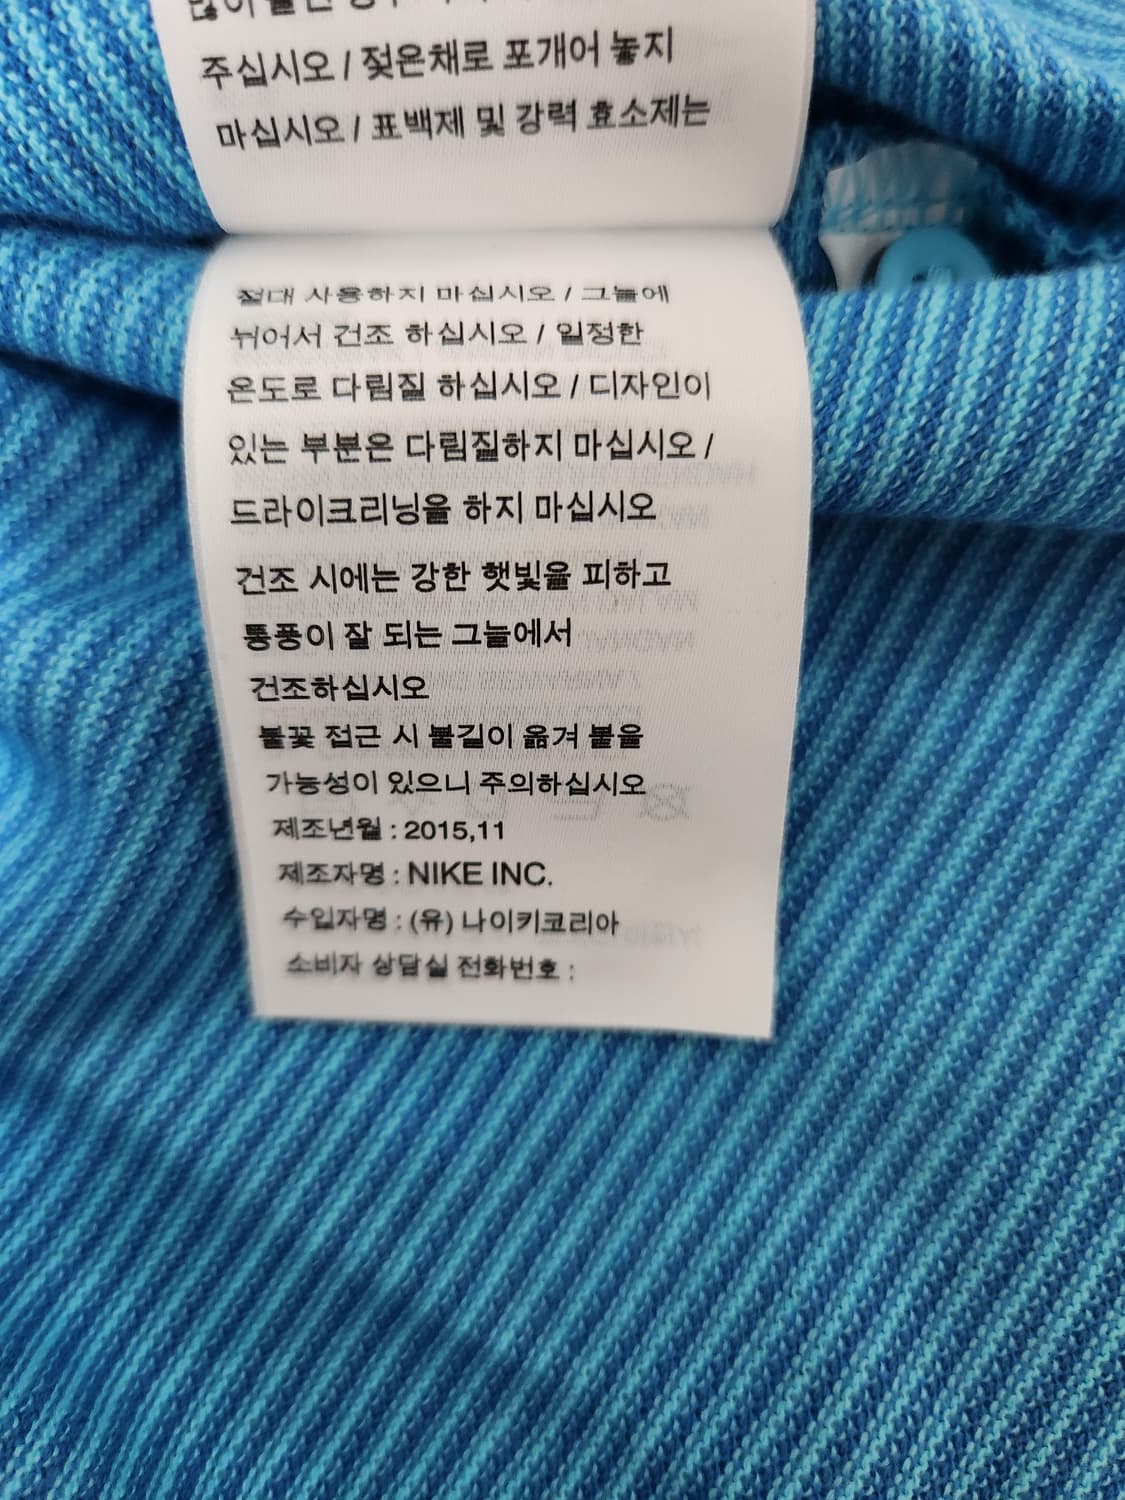 주십시오 / 젖은채로 포개어 놓지
마십시오 / 표백제 및 강력 효소제는
절대 사용하지 마십시오 / 그늘에
뉘어서 건조 하십시오 / 일정한
온도로 다림질 하십시오 / 디자인이
있는 부분은 다림질하지 마십시오 /
드라이크리닝을 하지 마십시오
건조 시에는 강한 햇빛을 피하고
통풍이 잘 되는 그늘에서
건조하십시오
불꽃 접근 시 불길이 옮겨 붙을
가능성이 있으니 주의하십시오
제조년월 : 2015,11
제조자명 : NIKE INC.
수입자명 : (유) 나이키코리아
소비자 상담실 전화번호 :